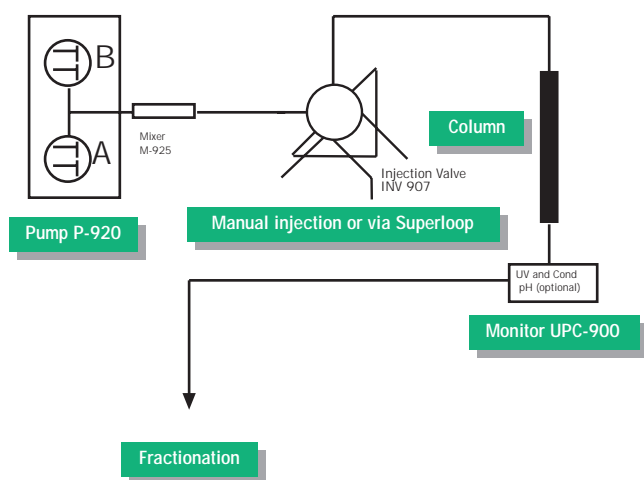 B
A
Mixer
M-925
Injection Valve
INV 907
Column
Pump P-920
Manual injection or via Superloop
UV and Cond
pH (optional)
Monitor UPC-900
Fractionation